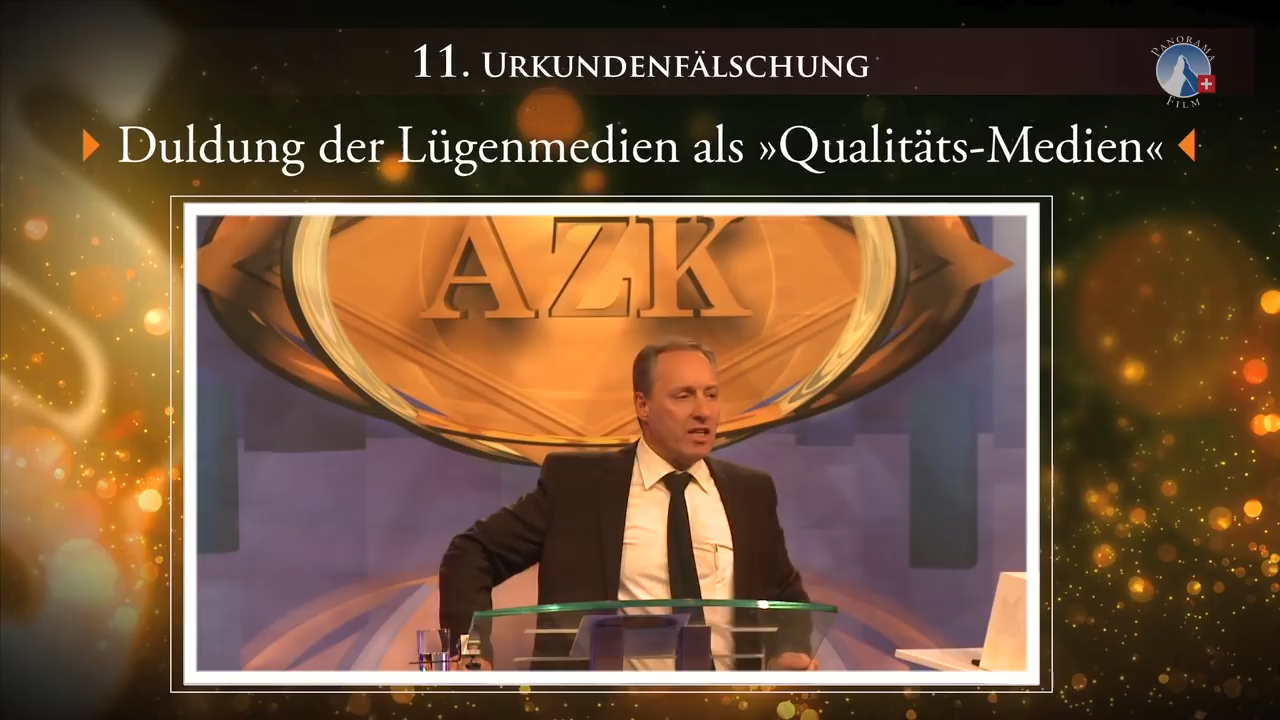 11. URKUNDENFÄLSCHUNG
PANORAMA
FILM
Duldung der Lügenmedien als »Qualitäts-Medien«
AZK